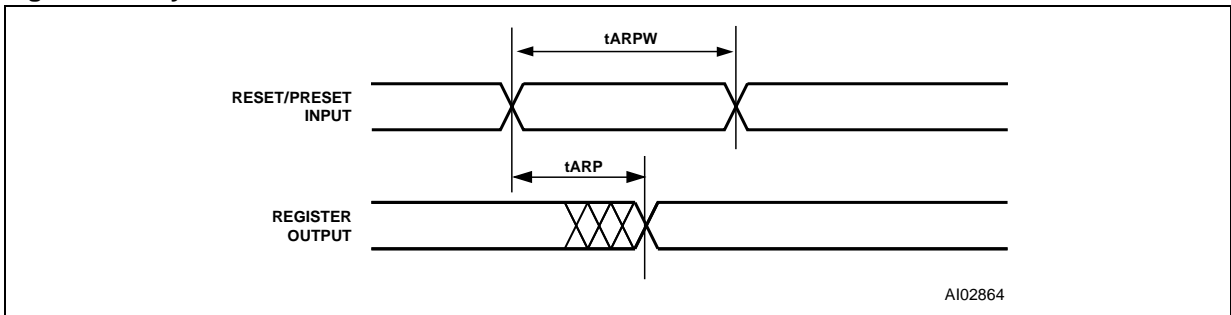 tARPW
RESET/PRESET
INPUT
tARP
REGISTER
OUTPUT
AI02864